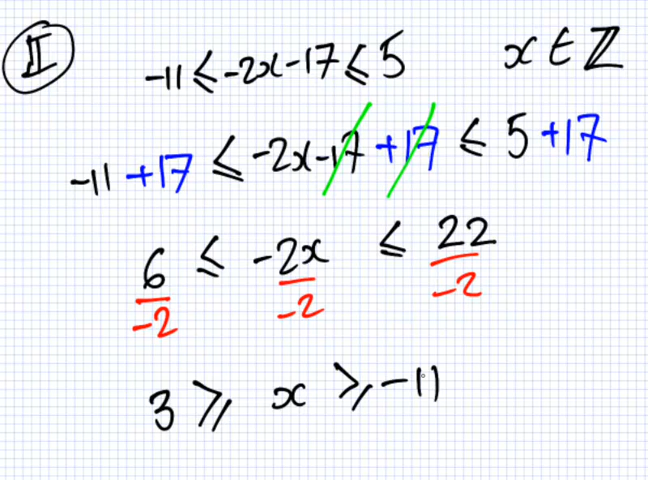 II -11 ≤ -2x - 17 ≤ 5 x ∈ ℤ
-11 + 17 ≤ -2x - 17 + 17 ≤ 5 + 17
6/-2 ≤ -2x/-2 ≤ 22/-2
3 ≥ x ≥ -11